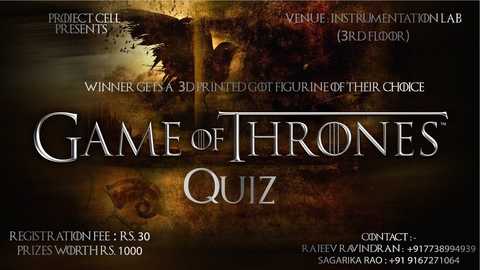 PROJECT CELL
PRESENTS
VENUE : INSTRUMENTATION LAB
(3RD FLOOR)
WINNER GETS A 3D PRINTED GOT FIGURINE OF THEIR CHOICE
GAME OF THRONES™
QUIZ
REGISTRATION FEE : RS. 30
PRIZES WORTH RS. 1000
CONTACT :-
RAJEEV RAVINDRAN : +917738994939
SAGARIKA RAO : +91 9167271064